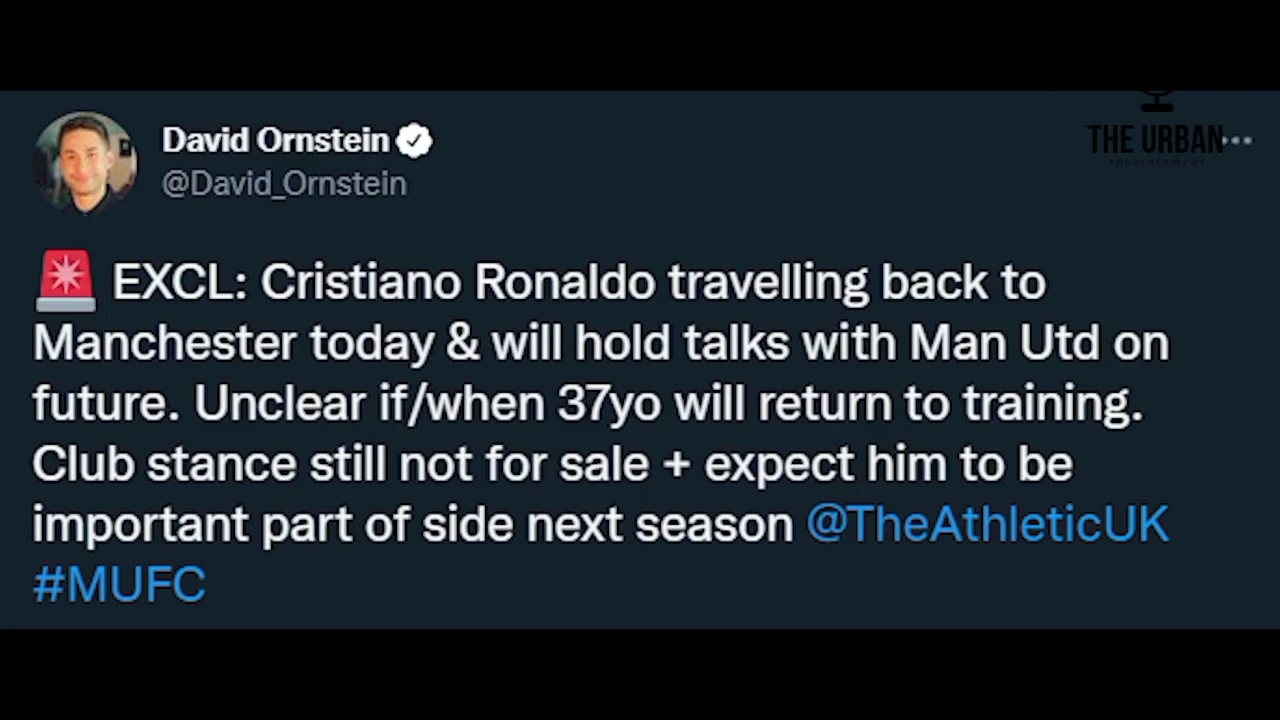 David Ornstein
@David_Ornstein
THE URBAN
🚨 EXCL: Cristiano Ronaldo travelling back to
Manchester today & will hold talks with Man Utd on
future. Unclear if/when 37yo will return to training.
Club stance still not for sale + expect him to be
important part of side next season @TheAthleticUK
#MUFC